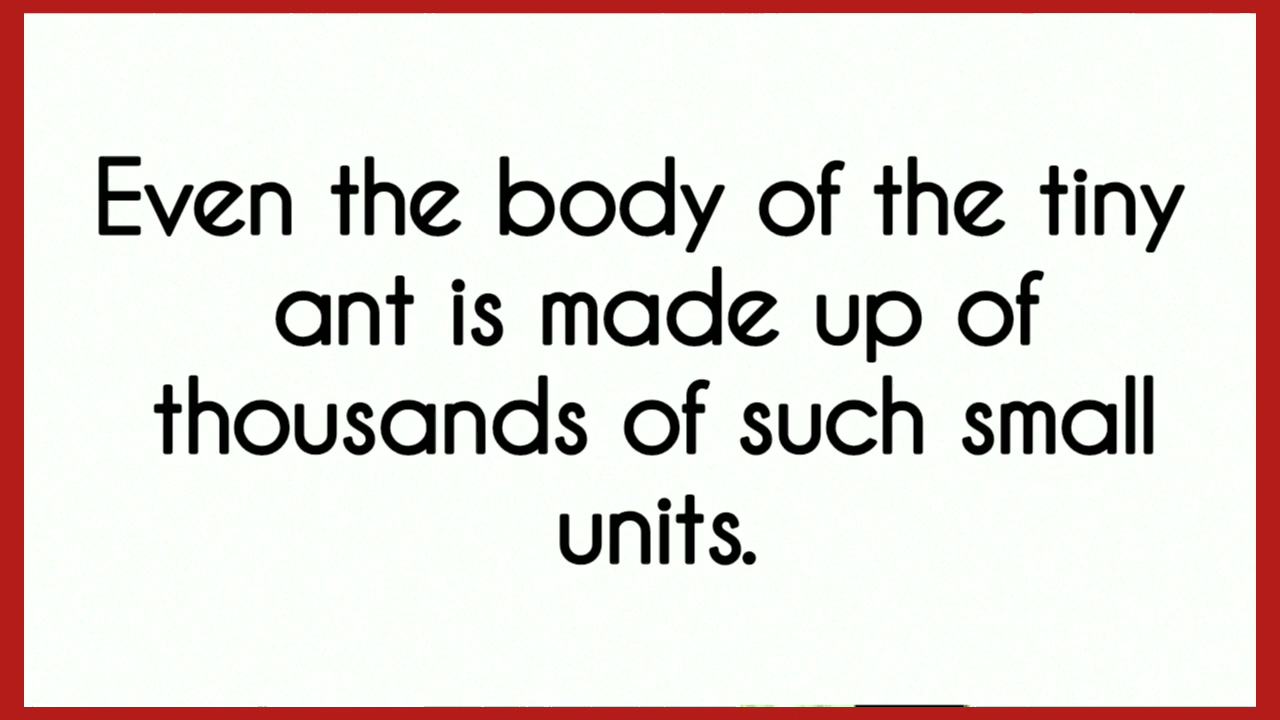 Even the body of the tiny
ant is made up of
thousands of such small
units.